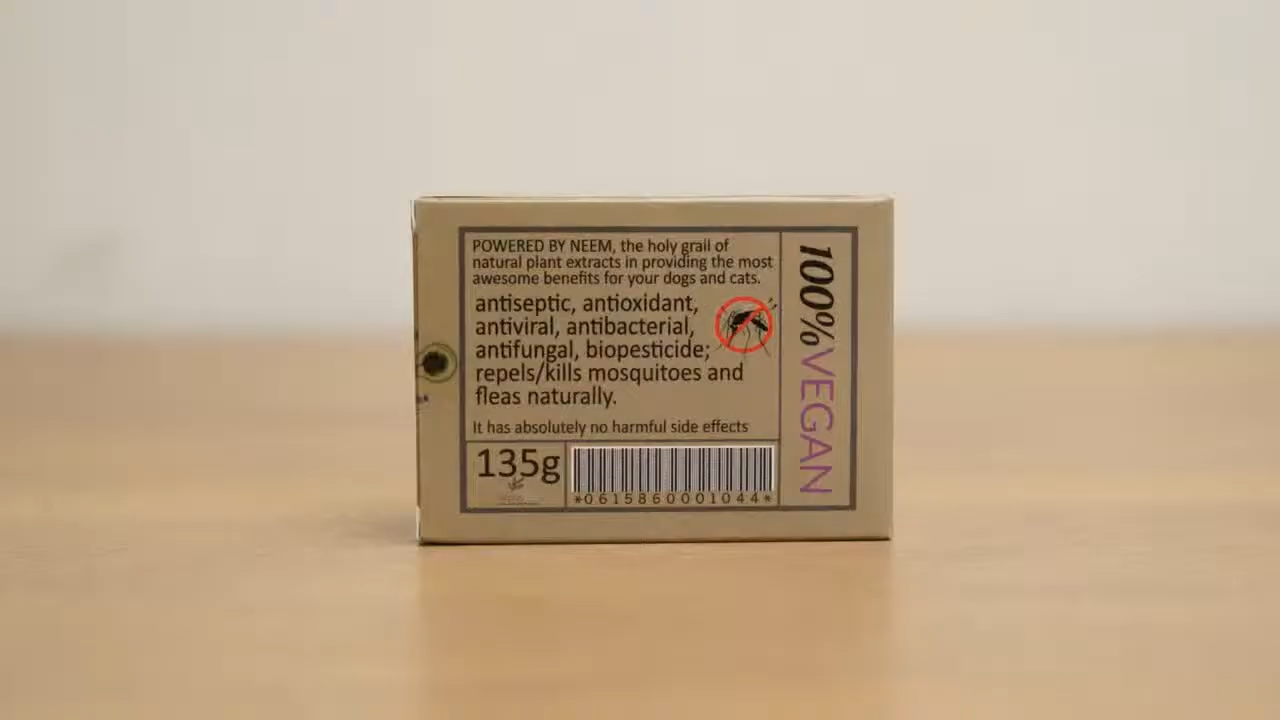 POWERED BY NEEM, the holy grail of
natural plant extracts in providing the most
awesome benefits for your dogs and cats.
antiseptic, antioxidant,
antiviral, antibacterial,
antifungal, biopesticide;
repels/kills mosquitoes and
fleas naturally.
It has absolutely no harmful side effects
135g
*0615860001044*
100% VEGAN